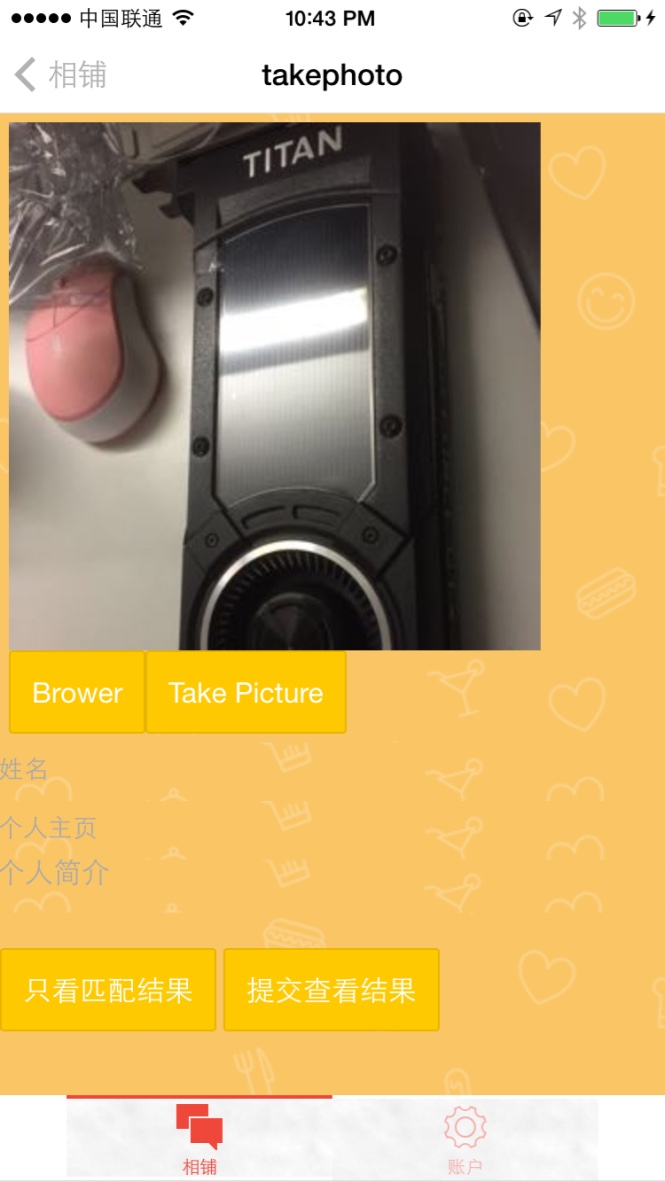 中国联通 10:43 PM
相铺 takephoto
TITAN
Brower Take Picture
姓名
个人主页
个人简介
只看匹配结果 提交查看结果
相铺 账户